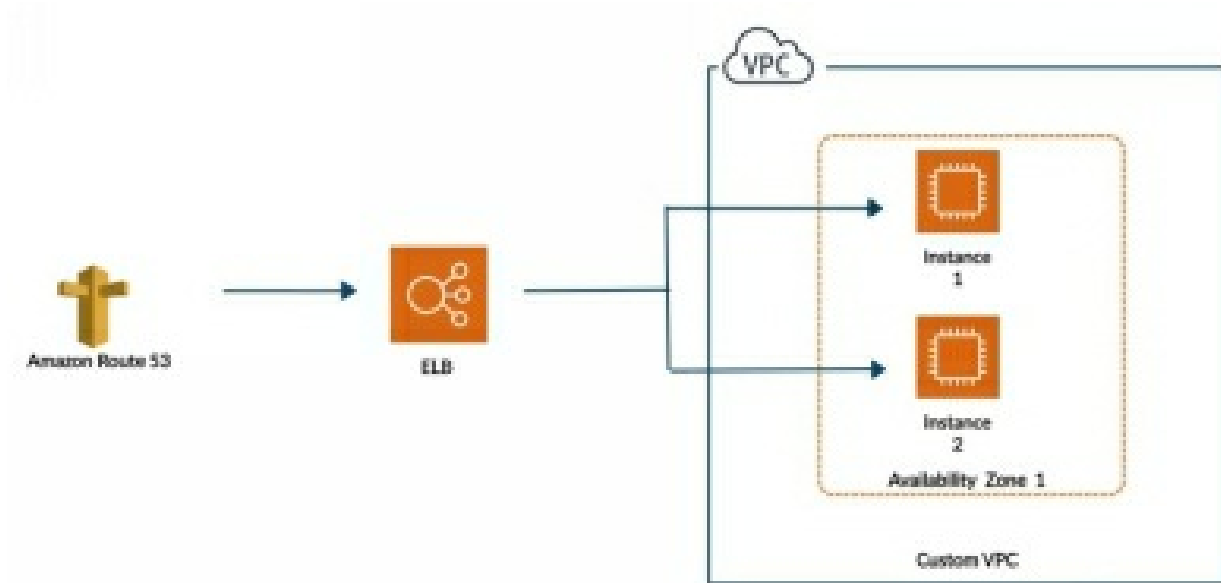 VPC
Instance
1
Amazon Route 53
ELB
Instance
2
Availability Zone 1
Custom VPC